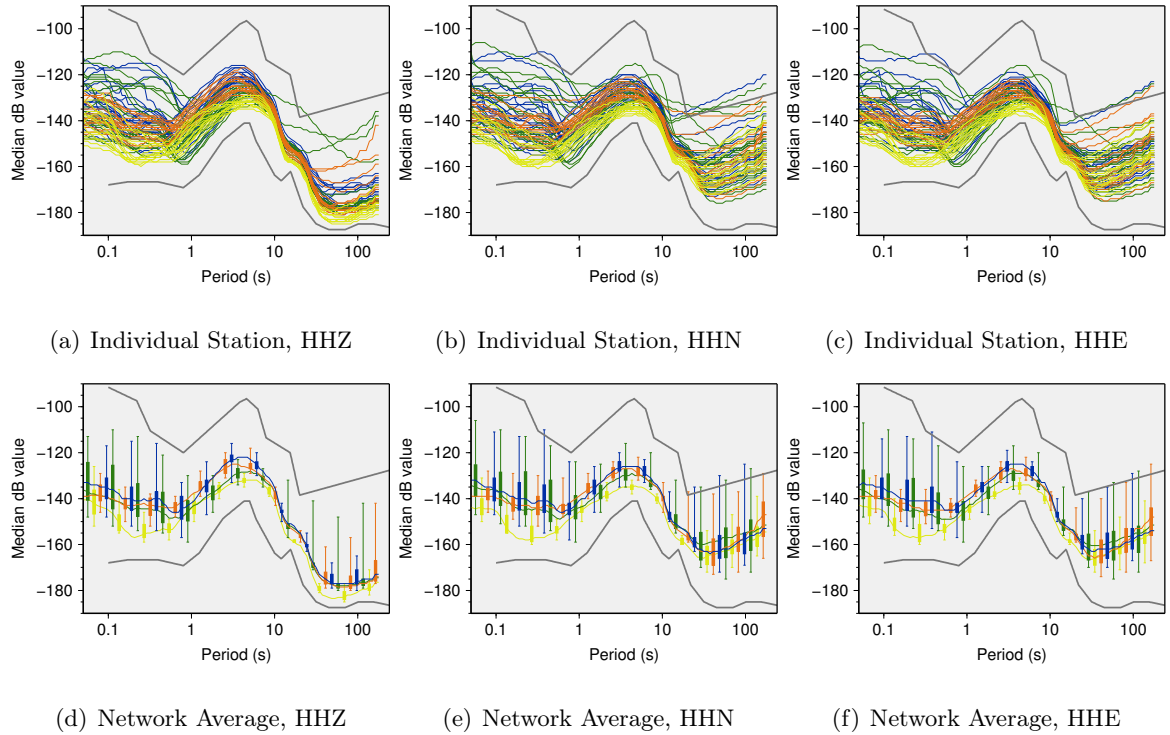 −100
−120
−140
−160
−180
Median dB value
0.1 1 10 100
Period (s)
(a) Individual Station, HHZ
−100
−120
−140
−160
−180
Median dB value
0.1 1 10 100
Period (s)
(b) Individual Station, HHN
−100
−120
−140
−160
−180
Median dB value
0.1 1 10 100
Period (s)
(c) Individual Station, HHE
−100
−120
−140
−160
−180
Median dB value
0.1 1 10 100
Period (s)
(d) Network Average, HHZ
−100
−120
−140
−160
−180
Median dB value
0.1 1 10 100
Period (s)
(e) Network Average, HHN
−100
−120
−140
−160
−180
Median dB value
0.1 1 10 100
Period (s)
(f) Network Average, HHE